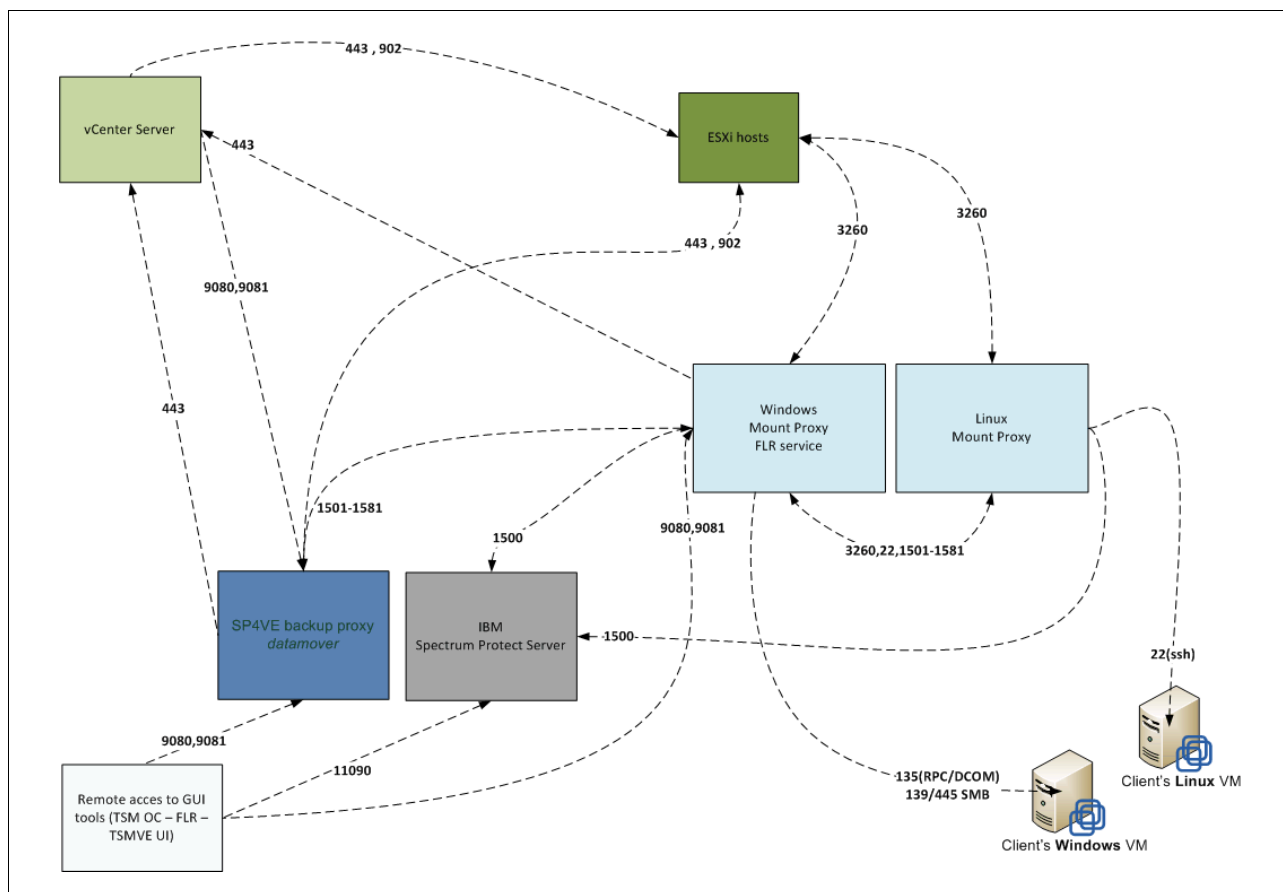 443 , 902
vCenter Server
ESXi hosts
443
3260
3260
443 , 902
9080,9081
443
Windows
Mount Proxy
FLR service
Linux
Mount Proxy
1501-1581
1500
9080,9081
3260,22,1501-1581
SP4VE backup proxy
datamover
IBM
Spectrum Protect Server
1500
22(ssh)
9080,9081
11090
Remote acces to GUI
tools (TSM OC – FLR –
TSMVE UI)
135(RPC/DCOM)
139/445 SMB
Client's Linux VM
Client's Windows VM